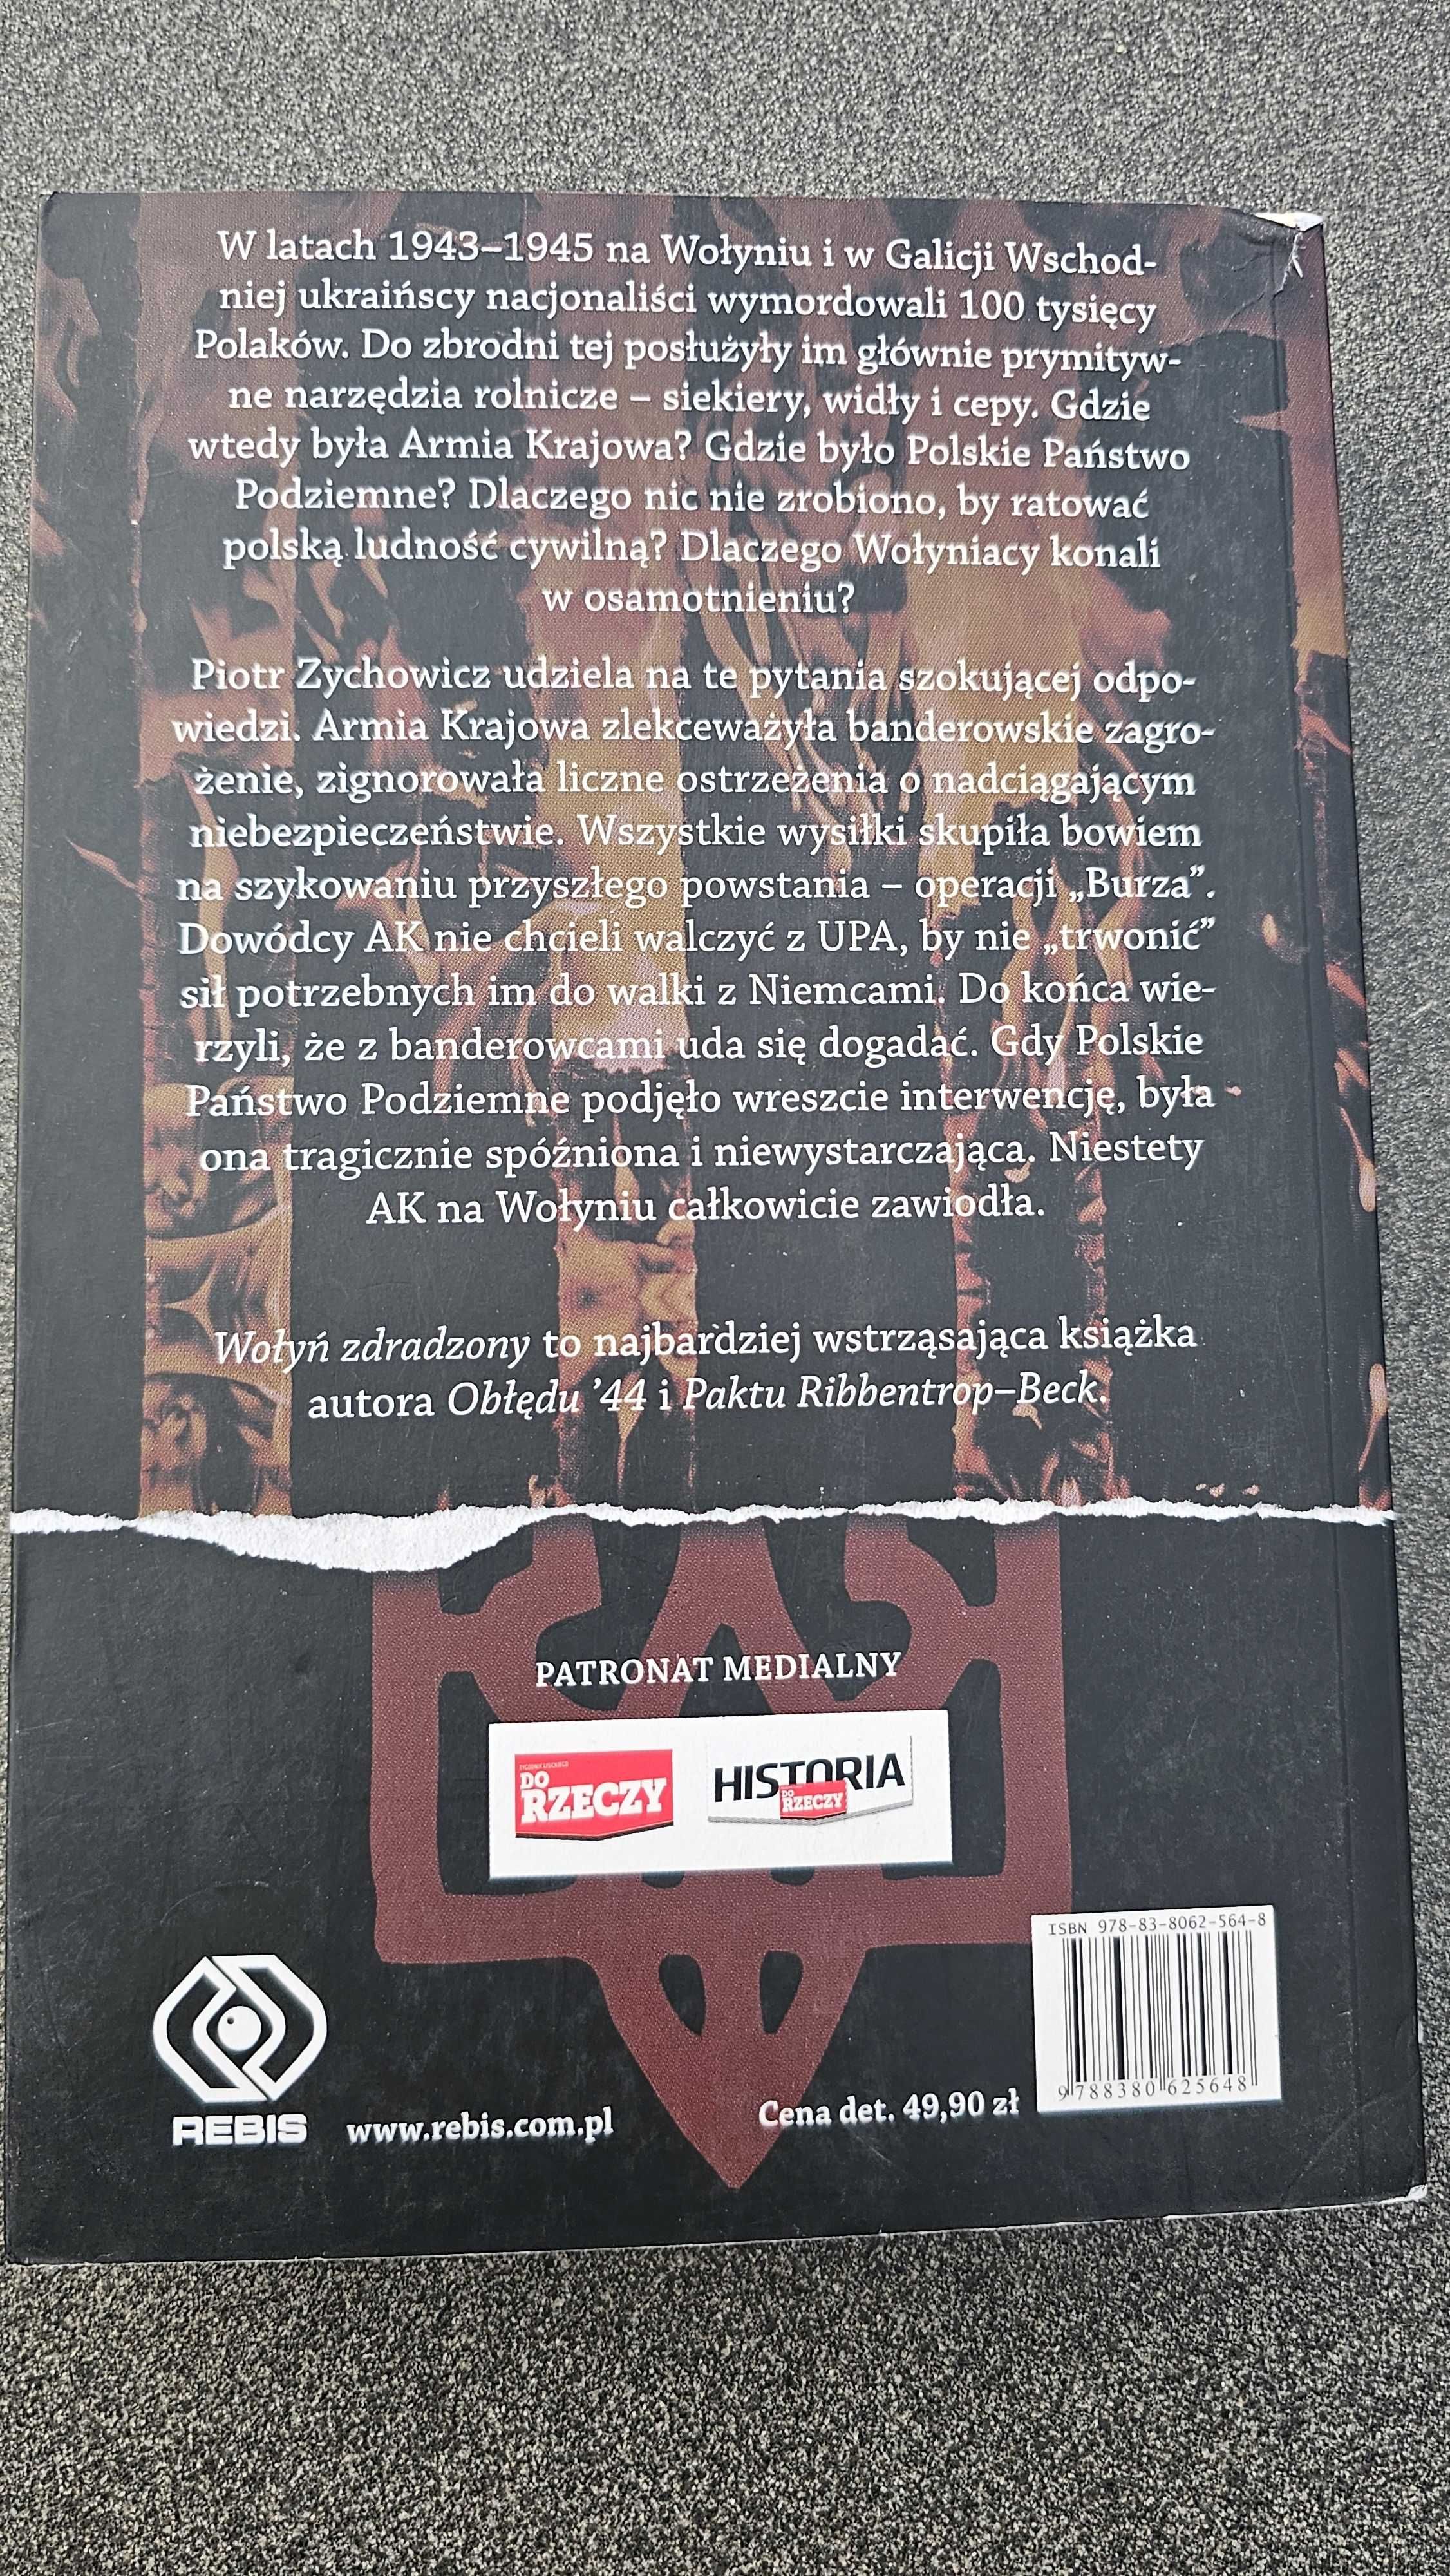 W latach 1943–1945 na Wołyniu i w Galicji Wschod-
niej ukraińscy nacjonaliści wymordowali 100 tysięcy
Polaków. Do zbrodni tej posłużyły im głównie prymityw-
ne narzędzia rolnicze – siekiery, widły i cepy. Gdzie
wtedy była Armia Krajowa? Gdzie było Polskie Państwo
Podziemne? Dlaczego nic nie zrobiono, by ratować
polską ludność cywilną? Dlaczego Wołyniacy konali
w osamotnieniu?
Piotr Zychowicz udziela na te pytania szokującej odpo-
wiedzi. Armia Krajowa zlekceważyła banderowskie zagro-
żenie, zignorowała liczne ostrzeżenia o nadciągającym
niebezpieczeństwie. Wszystkie wysiłki skupiła bowiem
na szykowaniu przyszłego powstania – operacji „Burza”.
Dowódcy AK nie chcieli walczyć z UPA, by nie „trwonić”
sił potrzebnych im do walki z Niemcami. Do końca wie-
rzyli, że z banderowcami uda się dogadać. Gdy Polskie
Państwo Podziemne podjęło wreszcie interwencję, była
ona tragicznie spóźniona i niewystarczająca. Niestety
AK na Wołyniu całkowicie zawiodła.
Wołyń zdradzony to najbardziej wstrząsająca książka
autora Obłędu ’44 i Paktu Ribbentrop–Beck.
PATRONAT MEDIALNY
DO
RZECZY
HISTORIA
DO
RZECZY
ISBN 978-83-8062-564-8
9 788380 625648
REBIS
www.rebis.com.pl
Cena det. 49,90 zł